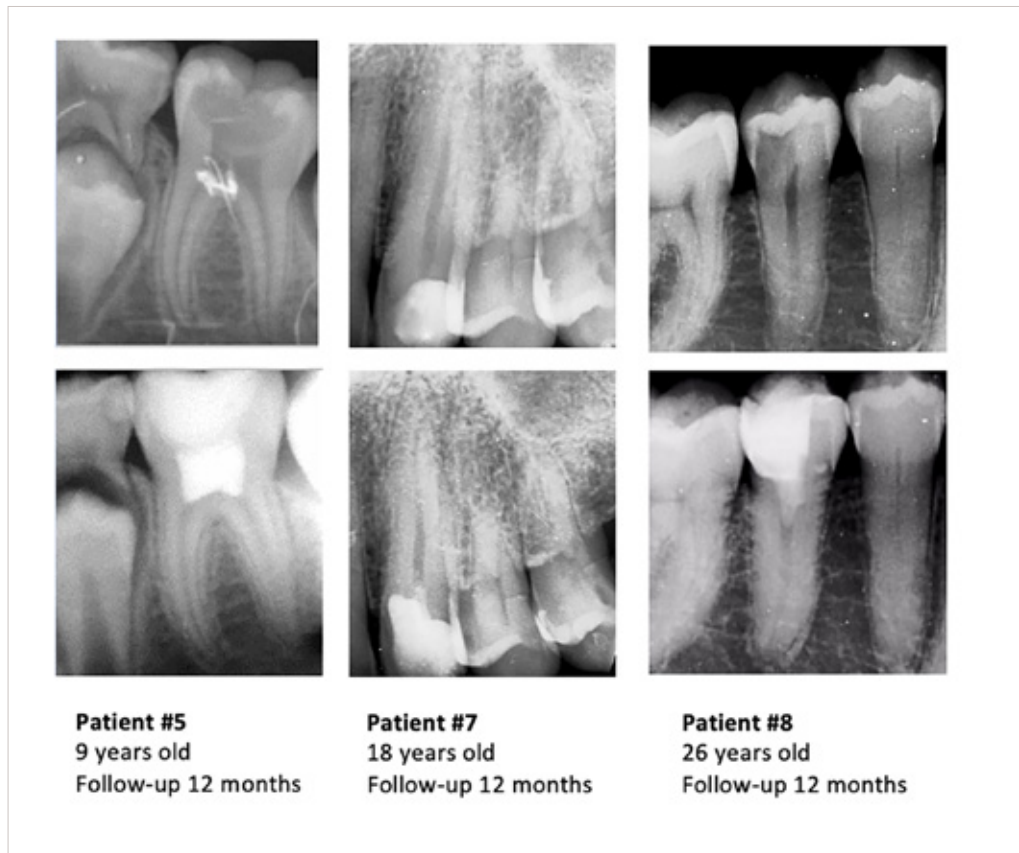 Patient #5
9 years old
Follow-up 12 months
Patient #7
18 years old
Follow-up 12 months
Patient #8
26 years old
Follow-up 12 months